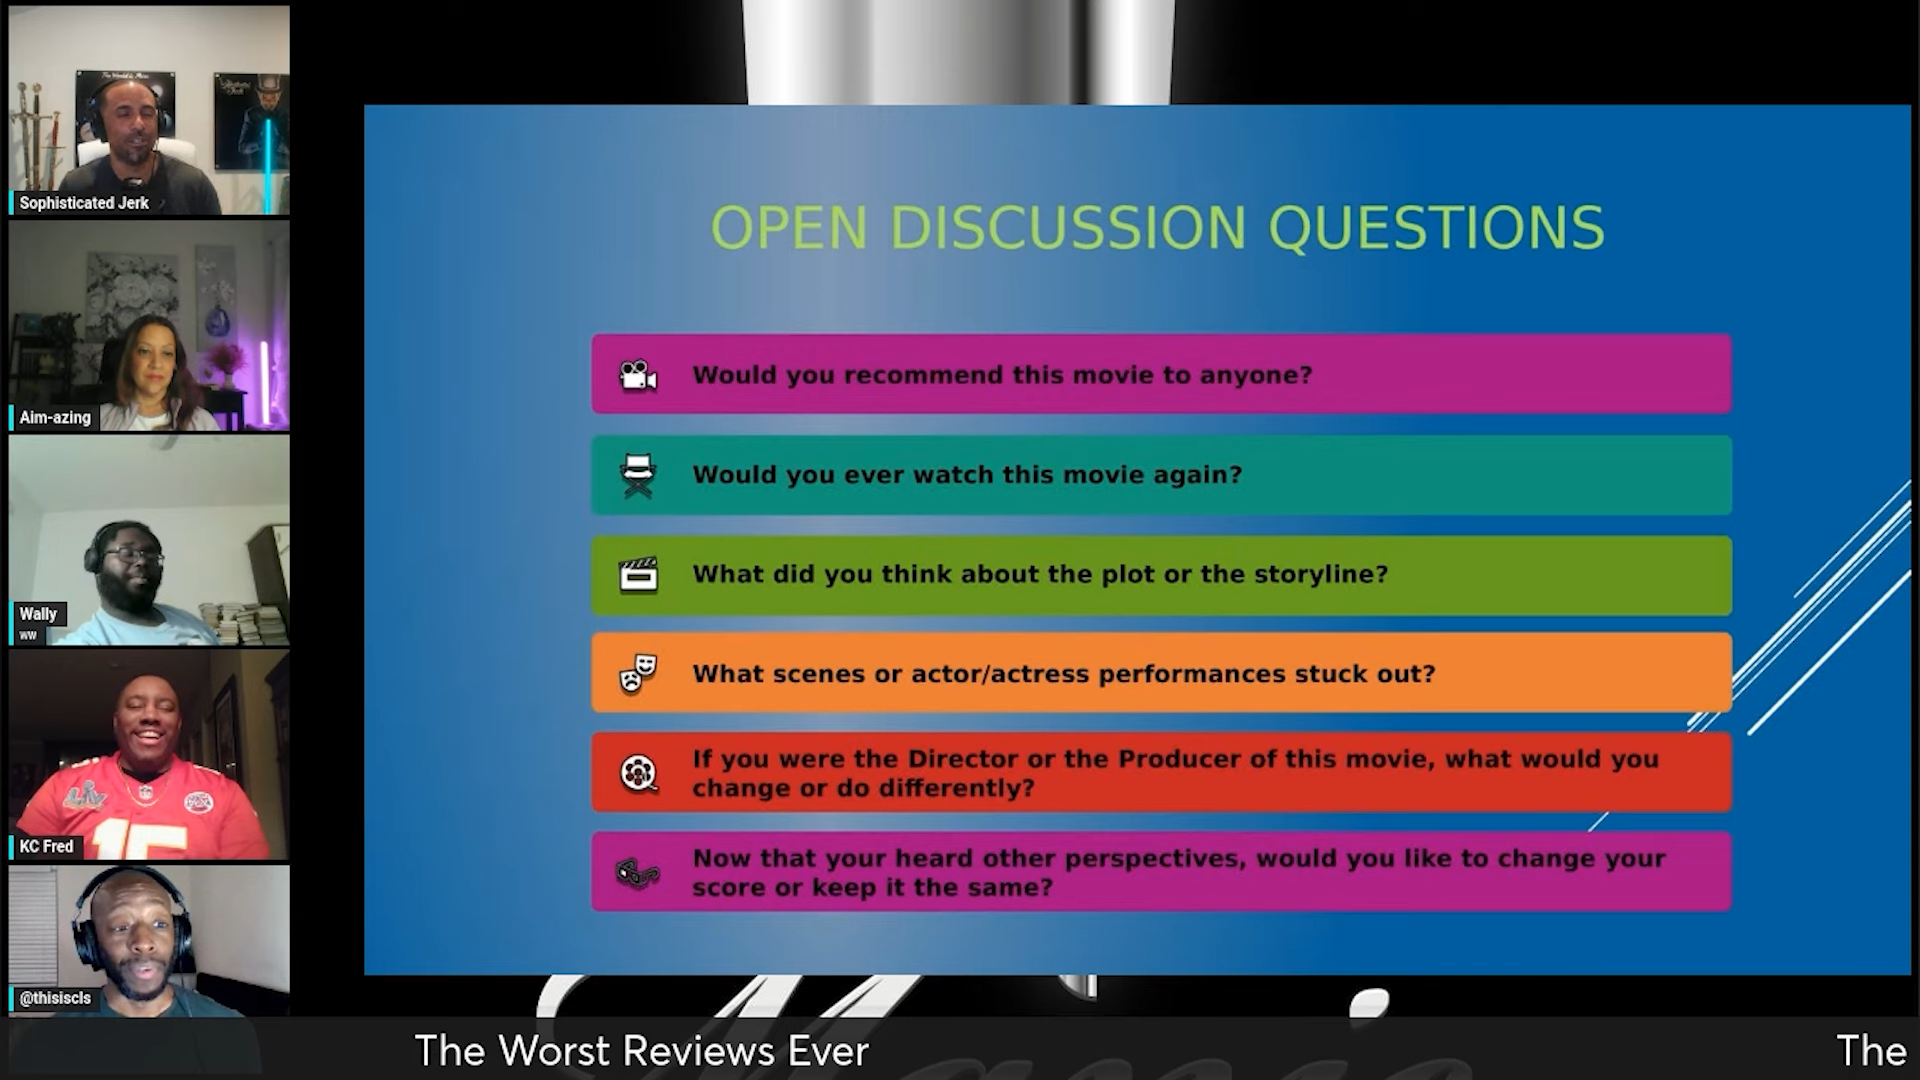 Sophisticated Jerk
Aim-azing
Wally
WW
KC Fred
@thisiscls
OPEN DISCUSSION QUESTIONS
Would you recommend this movie to anyone?
Would you ever watch this movie again?
What did you think about the plot or the storyline?
What scenes or actor/actress performances stuck out?
If you were the Director or the Producer of this movie, what would you
change or do differently?
Now that your heard other perspectives, would you like to change your
score or keep it the same?
LIV
15
The Worst Reviews Ever
The